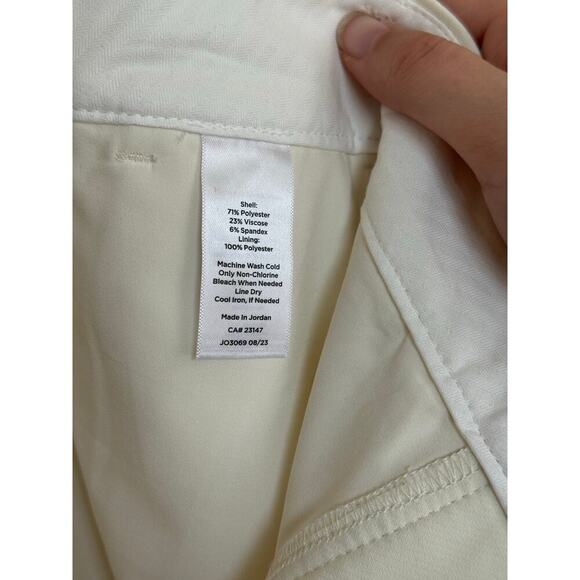 Shell:
71% Polyester
23% Viscose
6% Spandex
Lining:
100% Polyester
Machine Wash Cold
Only Non-Chlorine
Bleach When Needed
Line Dry
Cool Iron, If Needed
Made In Jordan
CA# 23147
JO3069 08/23